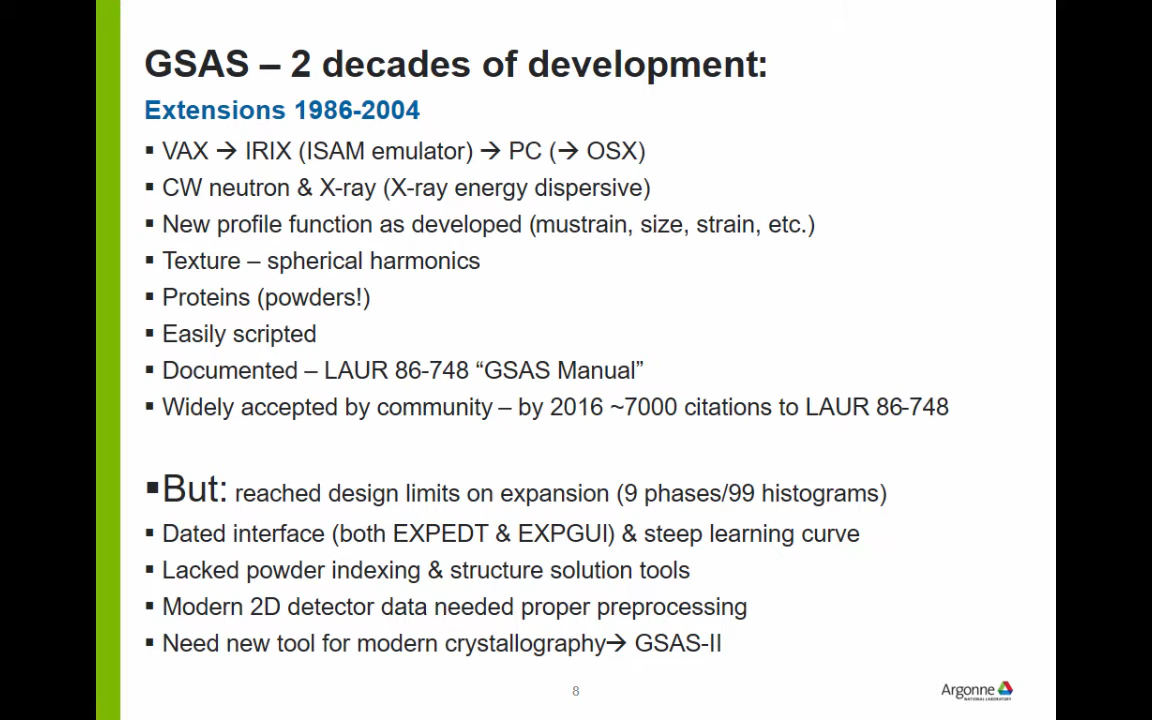 GSAS – 2 decades of development:
Extensions 1986-2004
▪ VAX → IRIX (ISAM emulator) → PC (→ OSX)
▪ CW neutron & X-ray (X-ray energy dispersive)
▪ New profile function as developed (mustrain, size, strain, etc.)
▪ Texture – spherical harmonics
▪ Proteins (powders!)
▪ Easily scripted
▪ Documented – LAUR 86-748 “GSAS Manual”
▪ Widely accepted by community – by 2016 ~7000 citations to LAUR 86-748
▪ But: reached design limits on expansion (9 phases/99 histograms)
▪ Dated interface (both EXPEDT & EXPGUI) & steep learning curve
▪ Lacked powder indexing & structure solution tools
▪ Modern 2D detector data needed proper preprocessing
▪ Need new tool for modern crystallography→ GSAS-II
8
Argonne
NATIONAL LABORATORY